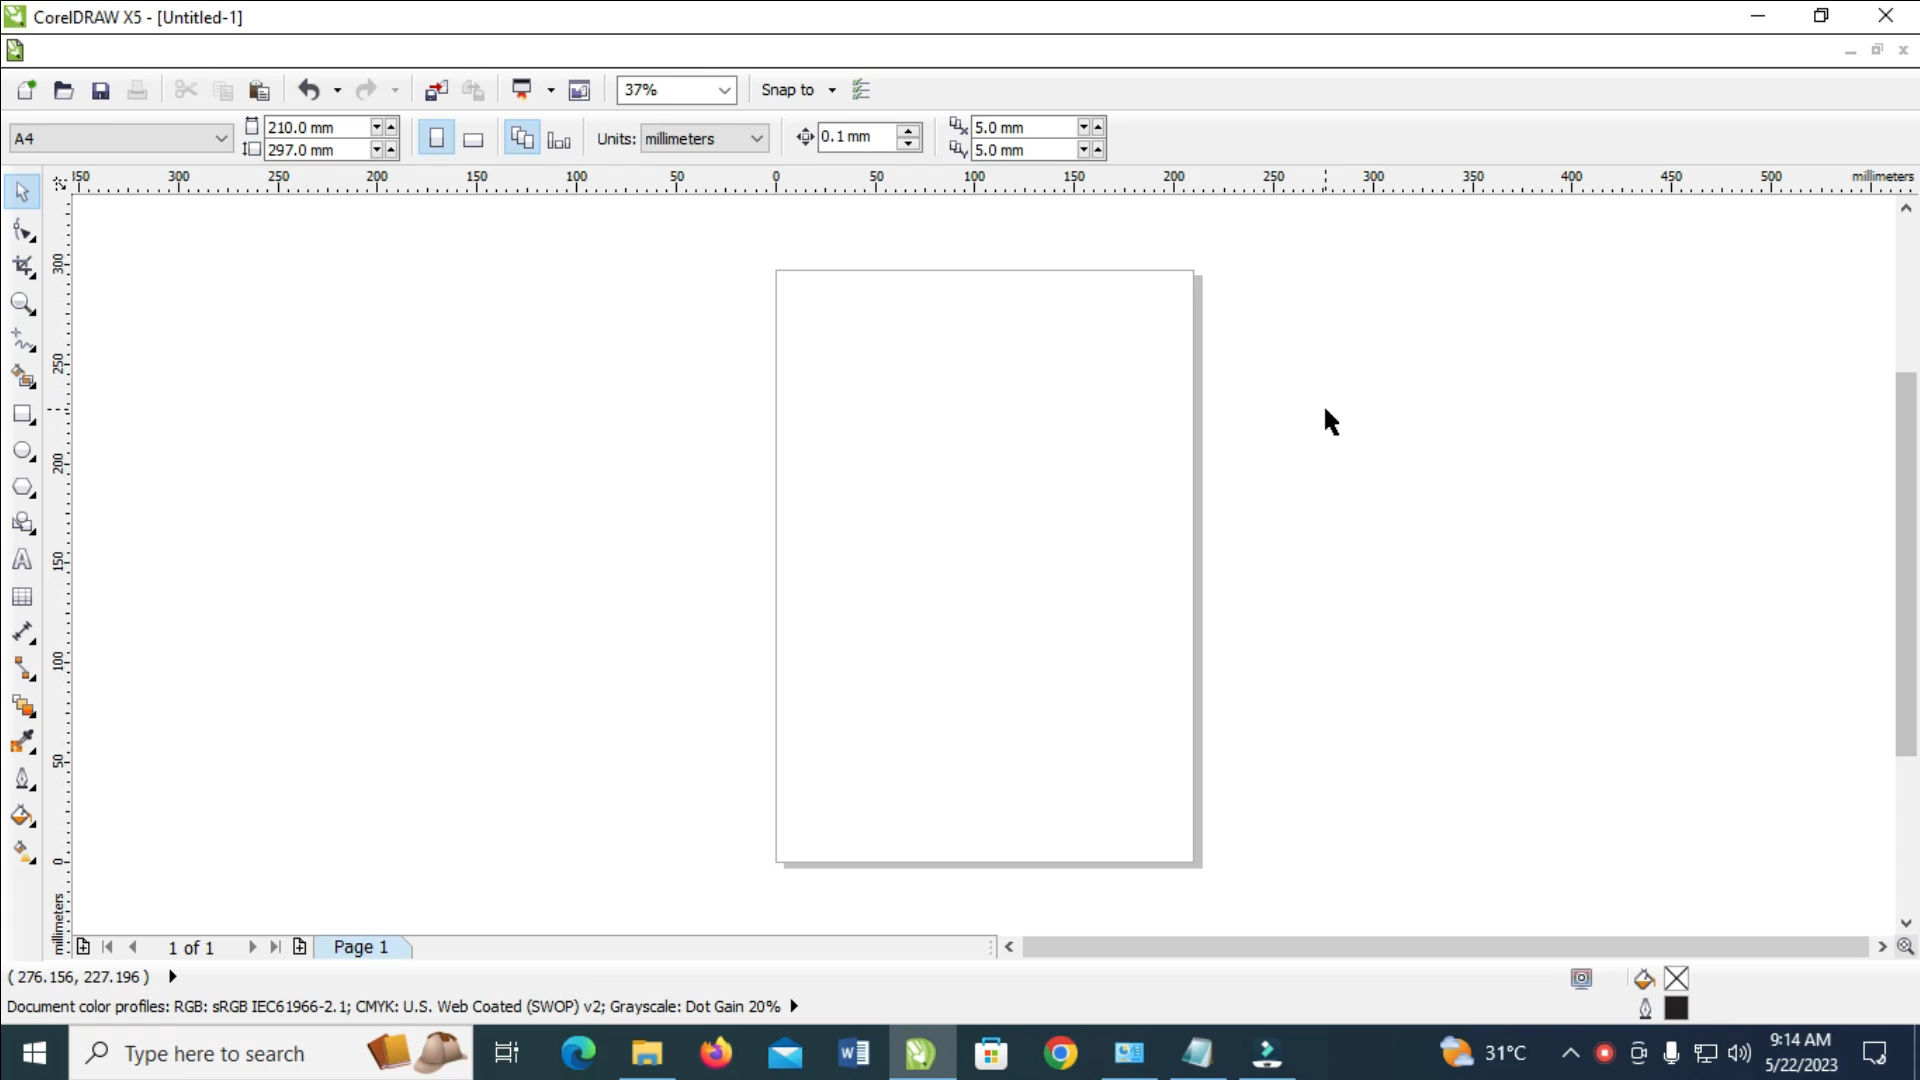 CorelDRAW X5 - [Untitled-1]
37%
Snap to
A4
210.0 mm
297.0 mm
Units: millimeters
0.1 mm
5.0 mm
5.0 mm
350 300 250 200 150 100 50 0 50 100 150 200 250 300 350 400 450 500 millimeters
300
250
200
150
100
50
0
millimeters
1 of 1
Page 1
( 276.156, 227.196 )
Document color profiles: RGB: sRGB IEC61966-2.1; CMYK: U.S. Web Coated (SWOP) v2; Grayscale: Dot Gain 20%
Type here to search
31°C
9:14 AM
5/22/2023